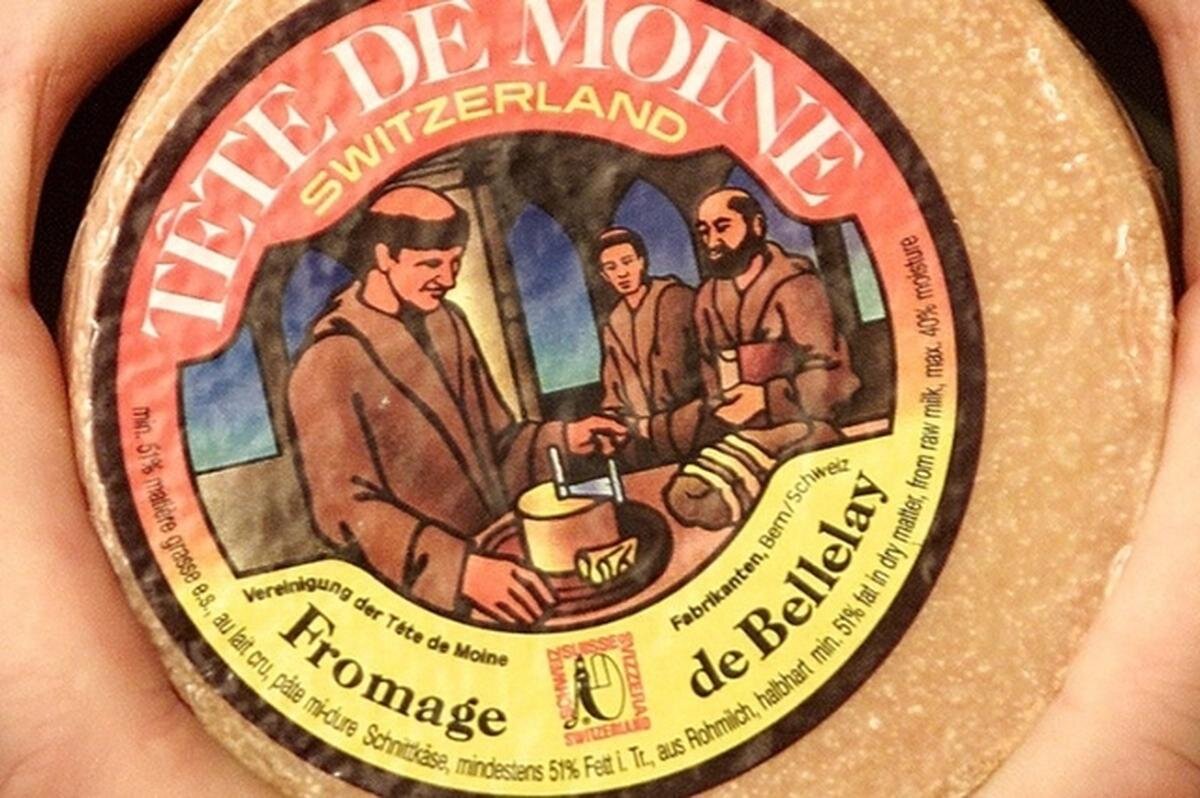 TÊTE DE MOINE
SWITZERLAND
Vereinigung der Tête de Moine
Fabrikanten, Bern/Schweiz
Fromage
de Bellelay
SCHWEIZ SUISSE SVIZZERA SWITZERLAND
min. 51% matière grasse e.s., au lait cru, pâte mi-dure Schnittkäse, mindestens 51% Fett i. Tr., aus Rohmilch, halbhart min. 51% fat in dry matter, from raw milk, max. 40% moisture